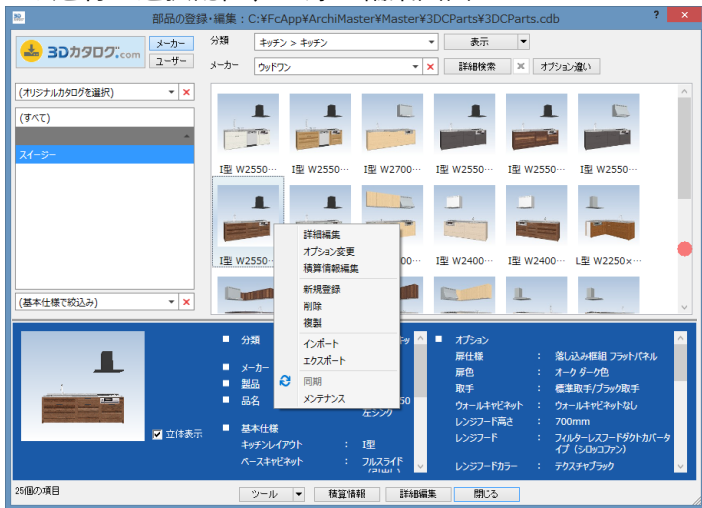 部品の登録・編集 : C:¥FcApp¥ArchiMaster¥Master¥3DCParts¥3DCParts.cdb
? ×
3Dカタログ.com
メーカー
ユーザー
分類 キッチン > キッチン 表示
メーカー ウッドワン 詳細検索 オプション違い
(オリジナルカタログを選択)
(すべて)
スイージー
(基本仕様で絞込み)
I型 W2550… I型 W2550… I型 W2700… I型 W2550… I型 W2550… I型 W2550…
I型 W2550… 00… I型 W2400… I型 W2400… L型 W2250×…
詳細編集
オプション変更
積算情報編集
新規登録
削除
複製
インポート
エクスポート
同期
メンテナンス
立体表示
■ 分類
■ メーカー
■ 製品
■ 品名 50
左シンク
■ 基本仕様
キッチンレイアウト : I型
ベースキャビネット : フルスライド
■ オプション
扉仕様 : 落し込み框組 フラットパネル
扉色 : オーク ダーク色
取手 : 標準取手/ブラック取手
ウォールキャビネット : ウォールキャビネットなし
レンジフード高さ : 700mm
レンジフード : フィルターレスフードダクトカバータ
イプ (シロッコファン)
レンジフードカラー : テクスチャブラック
25個の項目
ツール 積算情報 詳細編集 閉じる